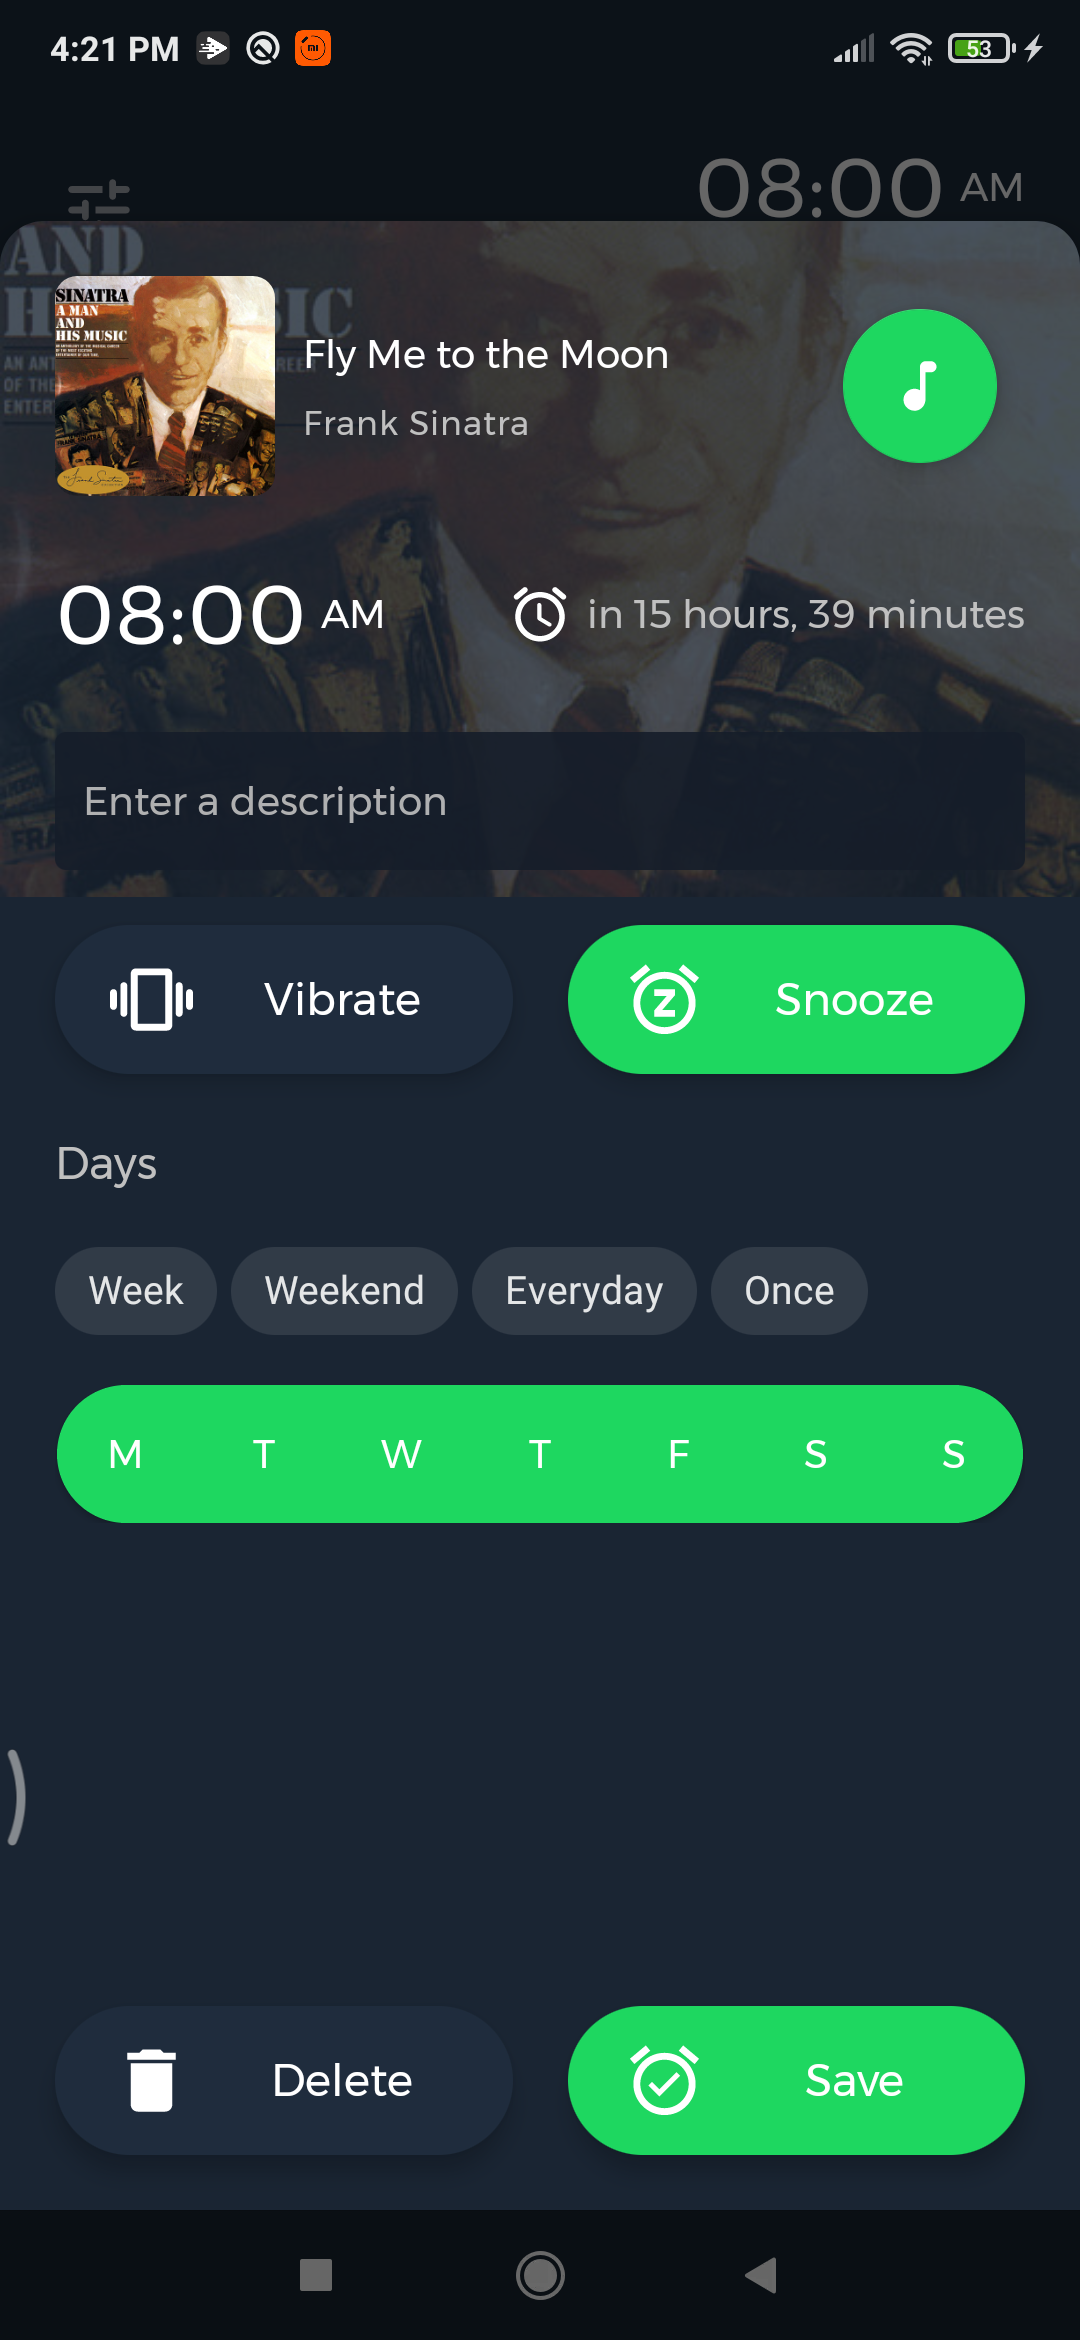 4:21 PM
53
08:00 AM
AND
SINATRA
A MAN
AND
HIS MUSIC
Fly Me to the Moon
Frank Sinatra
08:00 AM
in 15 hours, 39 minutes
Enter a description
Vibrate
Snooze
Days
Week
Weekend
Everyday
Once
M T W T F S S
Delete
Save